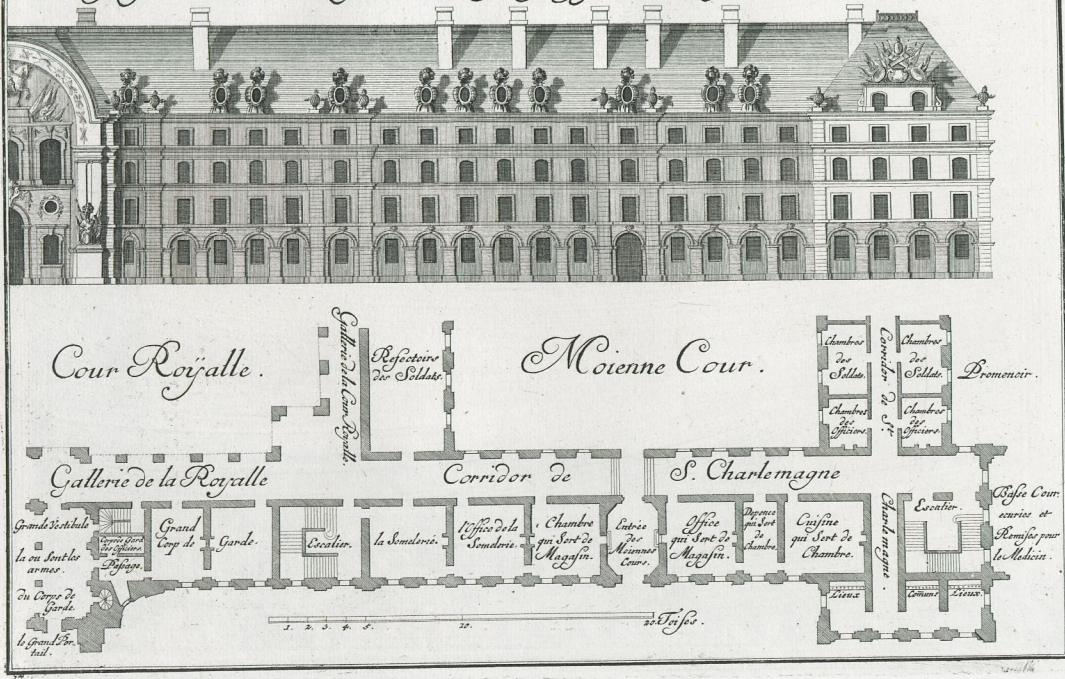 Cour Roÿalle.
Gallerie de la Cour Royalle.
Refectoirs
des Soldats.
Moienne Cour.
Chambres
des
Soldats.
Corridor de St.
Chambres
des
Soldats.
Promenoir.
Chambres
des
Officiers.
Chambres
des
Officiers.
Gallerie de la Royalle
Corridor de
S. Charlemagne
Charlemagne
Grande Vestibule
la ou sont les
armes.
du Corps de
Garde.
le Grand Por-
tail.
des Officiers.
Passage.
Grand
Corp de
Garde.
Escalier.
la Somelerie.
l'Office de la
Somelerie.
Chambre
qui Sert de
Magasin.
Entrée
des
Moiennes
Cours.
Office
qui Sert de
Magasin.
Depence
qui Sert
de
Chambre.
Cuisine
qui Sert de
Chambre.
Escalier.
Basse Cour
ecuries et
Remises pour
le Medicin.
Lieux
Comuns
Lieux.
1. 2. 3. 4. 5. 10. 20. Toises.